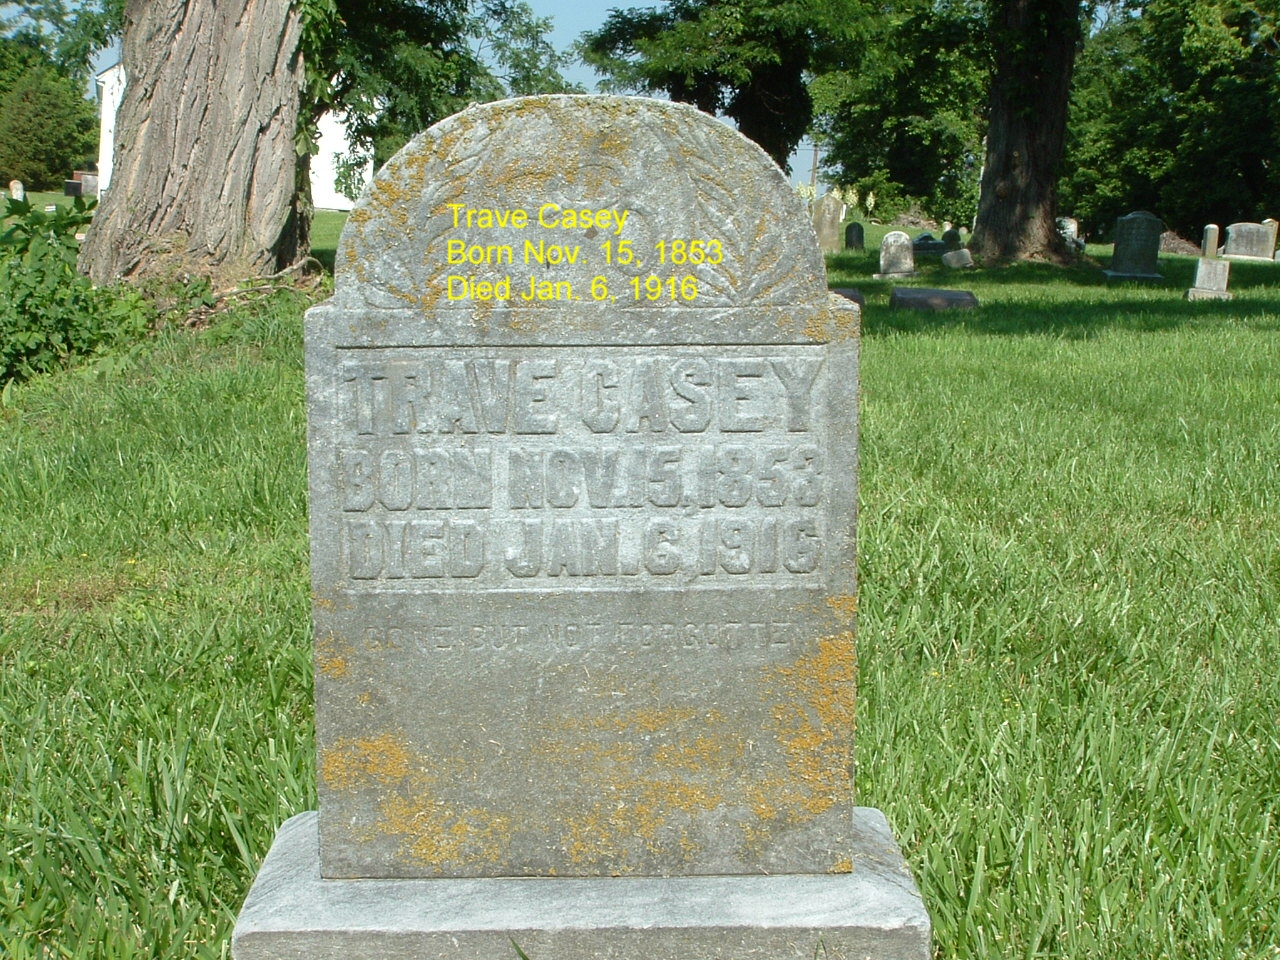 Trave Casey
Born Nov. 15, 1853
Died Jan. 6, 1916
TRAVE CASEY
BORN NOV. 15, 1853
DIED JAN. 6, 1916
GONE BUT NOT FORGOTTEN